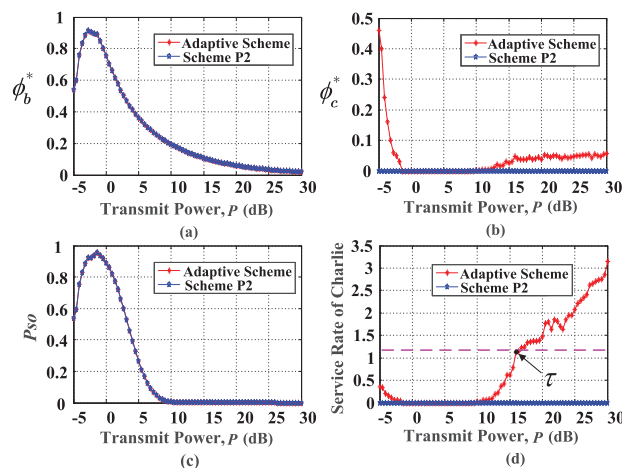 1
0.8
0.6
0.4
0.2
0
ϕ_b^*
Adaptive Scheme
Scheme P2
-5 0 5 10 15 20 25 30
Transmit Power, P (dB)
(a)
0.5
0.4
0.3
0.2
0.1
0
ϕ_c^*
Adaptive Scheme
Scheme P2
-5 0 5 10 15 20 25 30
Transmit Power, P (dB)
(b)
1
0.8
0.6
0.4
0.2
0
P_SO
Adaptive Scheme
Scheme P2
-5 0 5 10 15 20 25 30
Transmit Power, P (dB)
(c)
3.5
3
2.5
2
1.5
1
0.5
0
Service Rate of Charlie
Adaptive Scheme
Scheme P2
τ
-5 0 5 10 15 20 25 30
Transmit Power, P (dB)
(d)